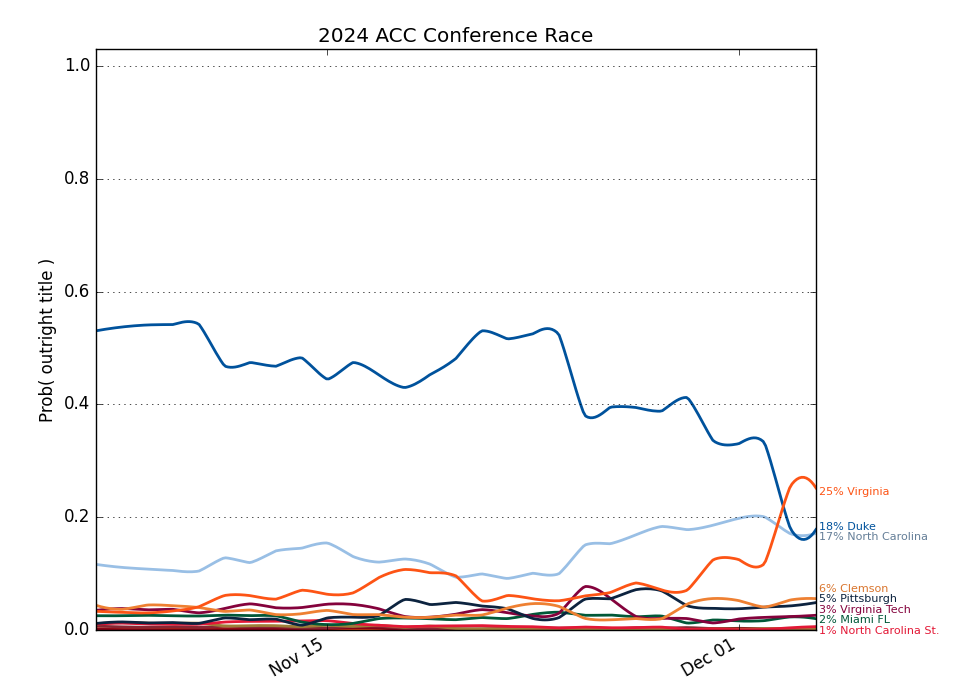 2024 ACC Conference Race
Prob( outright title )
1.0
0.8
0.6
0.4
0.2
0.0
Nov 15
Dec 01
25% Virginia
18% Duke
17% North Carolina
6% Clemson
5% Pittsburgh
3% Virginia Tech
2% Miami FL
1% North Carolina St.